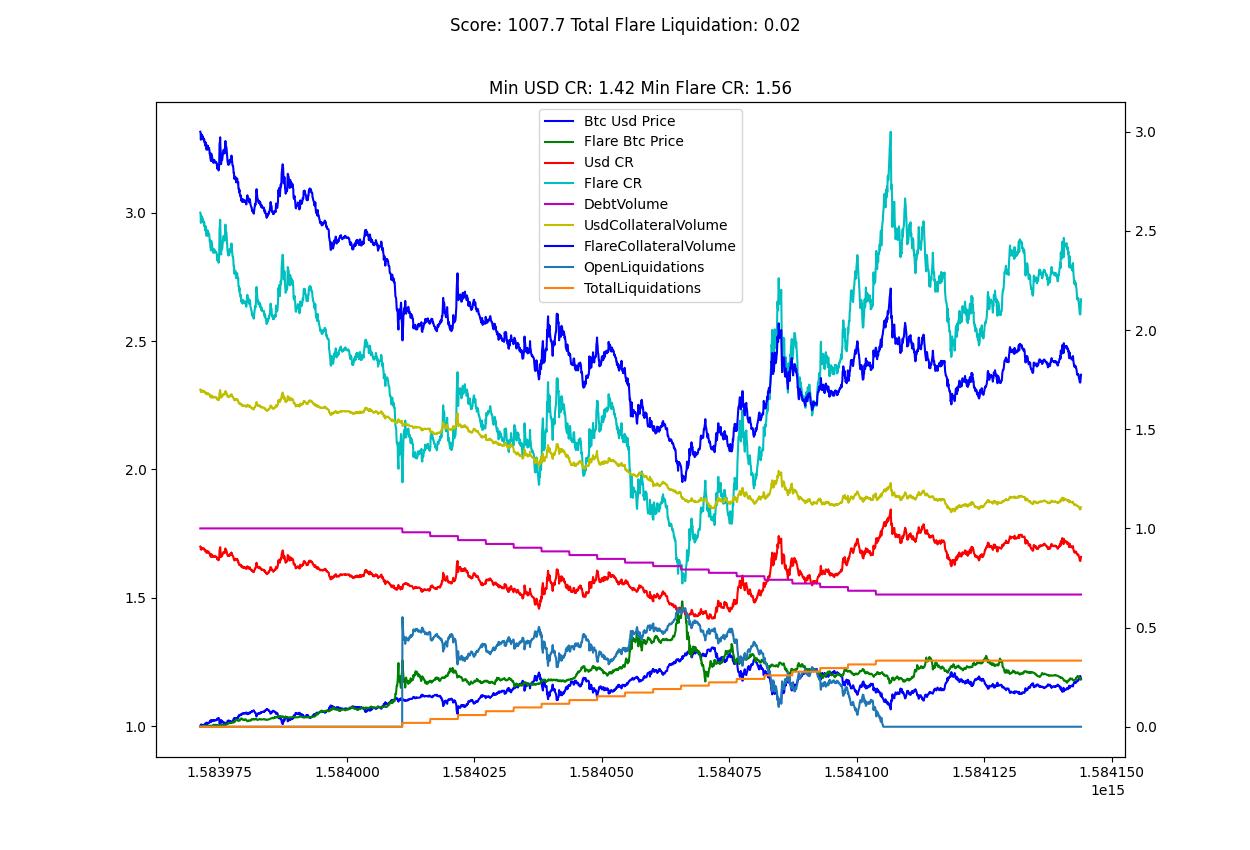 Score: 1007.7 Total Flare Liquidation: 0.02
Min USD CR: 1.42 Min Flare CR: 1.56
Btc Usd Price
Flare Btc Price
Usd CR
Flare CR
DebtVolume
UsdCollateralVolume
FlareCollateralVolume
OpenLiquidations
TotalLiquidations
3.0
2.5
2.0
1.5
1.0
3.0
2.5
2.0
1.5
1.0
0.5
0.0
1.583975 1.584000 1.584025 1.584050 1.584075 1.584100 1.584125 1.584150
1e15